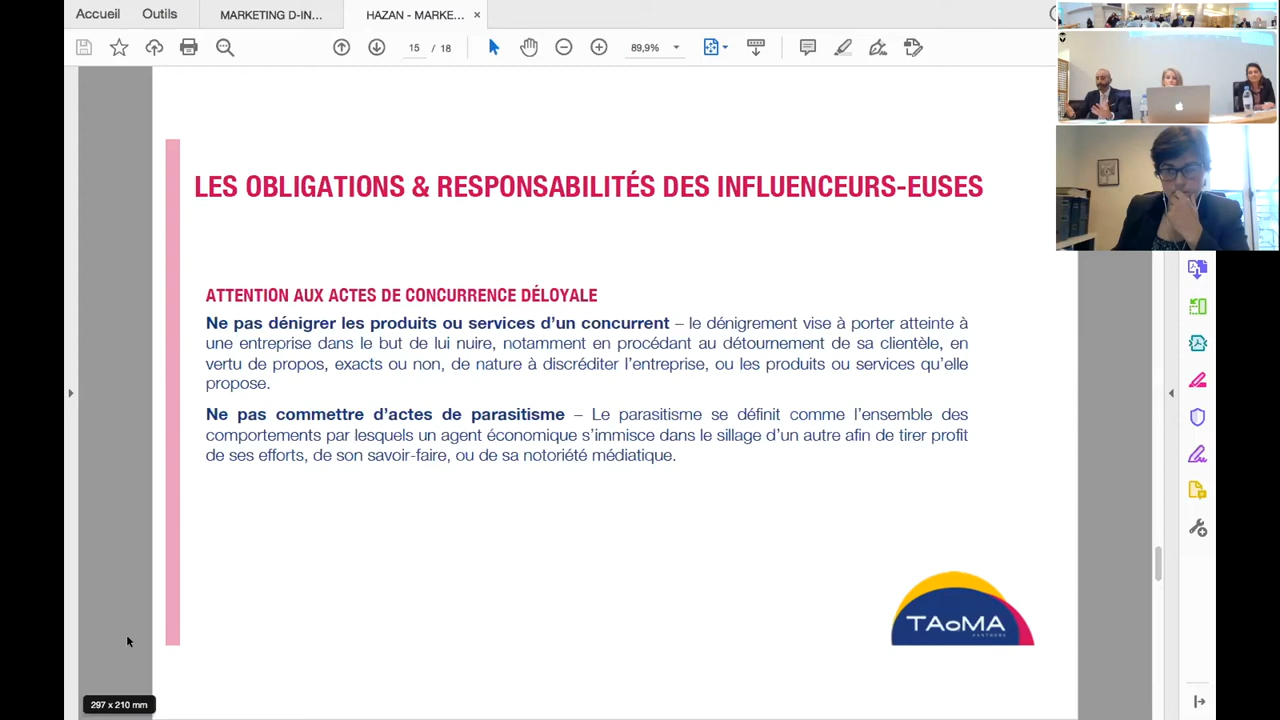 Accueil Outils MARKETING D-IN... HAZAN - MARKE... ×
15 / 18 89,9%
LES OBLIGATIONS & RESPONSABILITÉS DES INFLUENCEURS-EUSES
ATTENTION AUX ACTES DE CONCURRENCE DÉLOYALE
Ne pas dénigrer les produits ou services d’un concurrent – le dénigrement vise à porter atteinte à
une entreprise dans le but de lui nuire, notamment en procédant au détournement de sa clientèle, en
vertu de propos, exacts ou non, de nature à discréditer l’entreprise, ou les produits ou services qu’elle
propose.
Ne pas commettre d’actes de parasitisme – Le parasitisme se définit comme l’ensemble des
comportements par lesquels un agent économique s’immisce dans le sillage d’un autre afin de tirer profit
de ses efforts, de son savoir-faire, ou de sa notoriété médiatique.
TAoMA
PARTNERS
297 x 210 mm